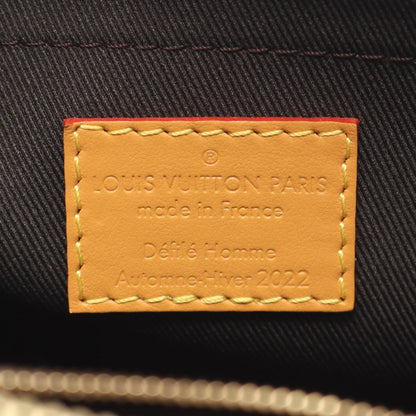 ®
LOUIS VUITTON PARIS
made in France
Défilé Homme
Automne-Hiver 2022